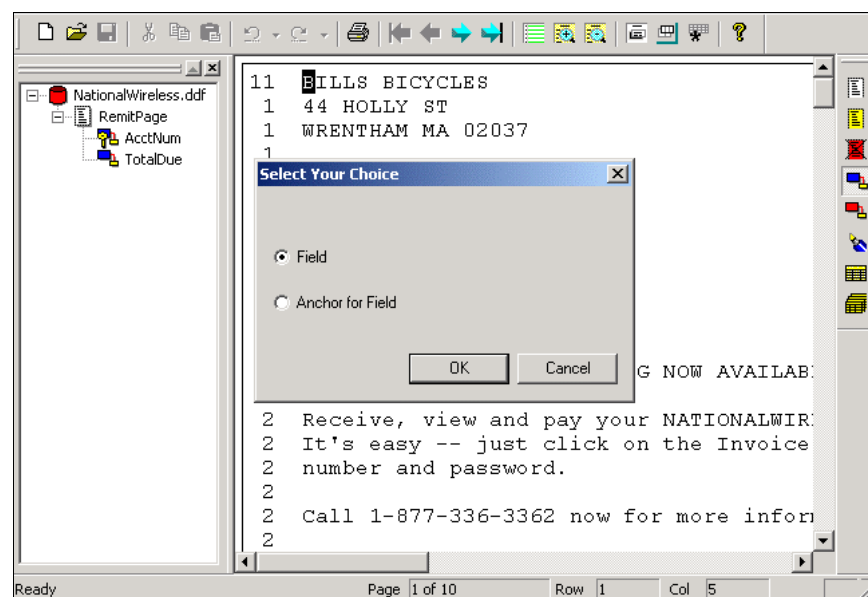 NationalWireless.ddf
RemitPage
AcctNum
TotalDue
11 BILLS BICYCLES
1 44 HOLLY ST
1 WRENTHAM MA 02037
1
Select Your Choice
Field
Anchor for Field
OK Cancel
G NOW AVAILAB
2 Receive, view and pay your NATIONALWIR
2 It's easy -- just click on the Invoice
2 number and password.
2
2 Call 1-877-336-3362 now for more infor
2
Ready Page 1 of 10 Row 1 Col 5